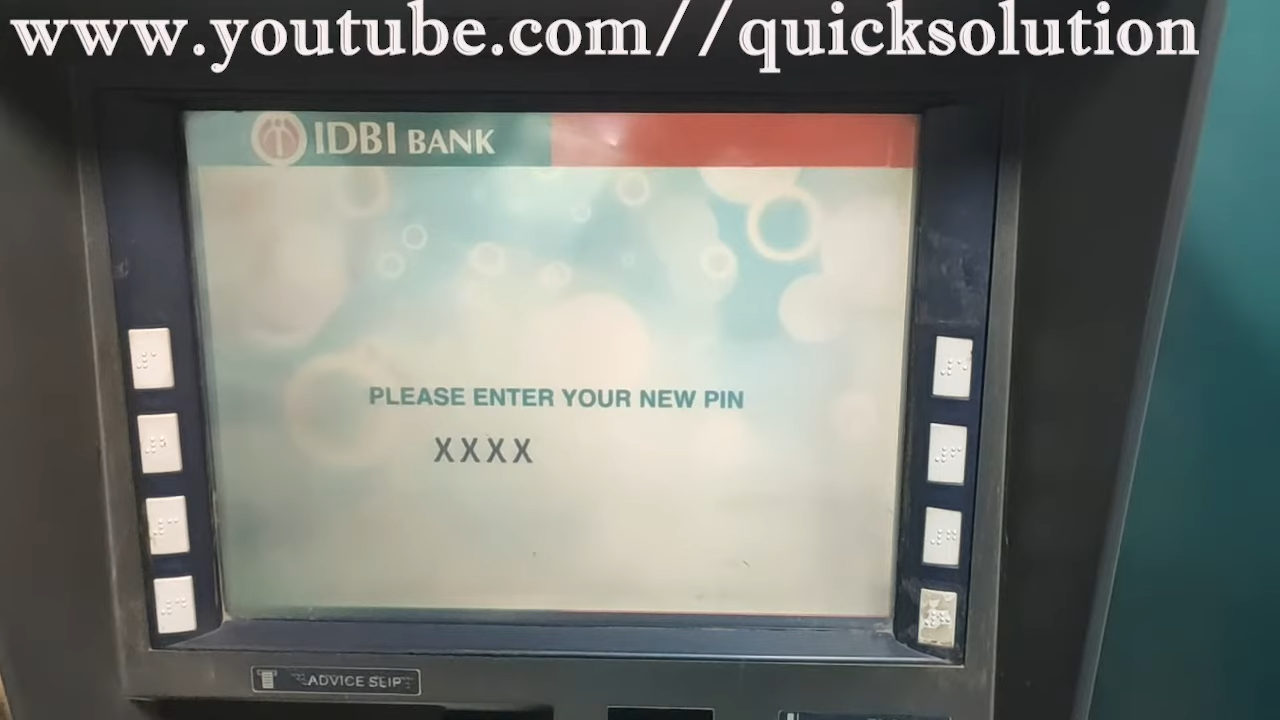 www.youtube.com//quicksolution
IDBI BANK
PLEASE ENTER YOUR NEW PIN
XXXX
ADVICE SLIP